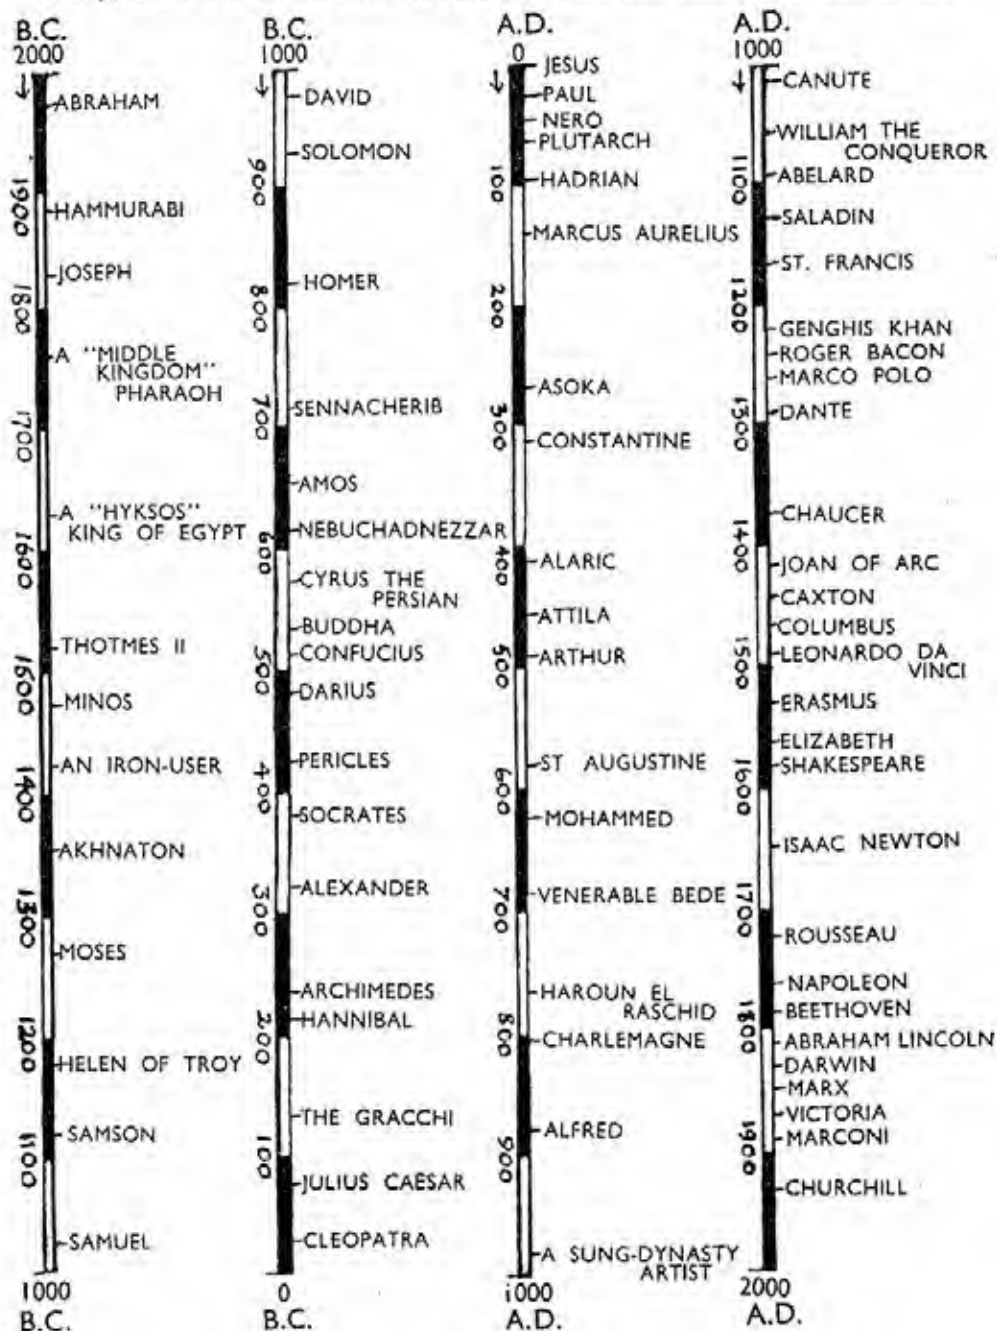 B.C.
2000
ABRAHAM
1900
HAMMURABI
JOSEPH
1800
A "MIDDLE
KINGDOM"
PHARAOH
1700
A "HYKSOS"
KING OF EGYPT
1600
THOTMES II
1500
MINOS
AN IRON-USER
1400
AKHNATON
1300
MOSES
1200
HELEN OF TROY
SAMSON
1100
SAMUEL
1000
B.C.
B.C.
1000
DAVID
SOLOMON
900
HOMER
800
SENNACHERIB
700
AMOS
NEBUCHADNEZZAR
600
CYRUS THE
PERSIAN
BUDDHA
CONFUCIUS
500
DARIUS
PERICLES
400
SOCRATES
ALEXANDER
300
ARCHIMEDES
HANNIBAL
200
THE GRACCHI
100
JULIUS CAESAR
CLEOPATRA
0
B.C.
A.D.
0
JESUS
PAUL
NERO
PLUTARCH
100
HADRIAN
MARCUS AURELIUS
200
ASOKA
300
CONSTANTINE
400
ALARIC
ATTILA
ARTHUR
500
ST AUGUSTINE
600
MOHAMMED
VENERABLE BEDE
700
HAROUN EL
RASCHID
800
CHARLEMAGNE
ALFRED
900
A SUNG-DYNASTY
ARTIST
1000
A.D.
A.D.
1000
CANUTE
WILLIAM THE
CONQUEROR
ABELARD
1100
SALADIN
ST. FRANCIS
1200
GENGHIS KHAN
ROGER BACON
MARCO POLO
DANTE
1300
CHAUCER
1400
JOAN OF ARC
CAXTON
COLUMBUS
LEONARDO DA
VINCI
1500
ERASMUS
ELIZABETH
SHAKESPEARE
1600
ISAAC NEWTON
1700
ROUSSEAU
NAPOLEON
BEETHOVEN
1800
ABRAHAM LINCOLN
DARWIN
MARX
VICTORIA
MARCONI
1900
CHURCHILL
2000
A.D.